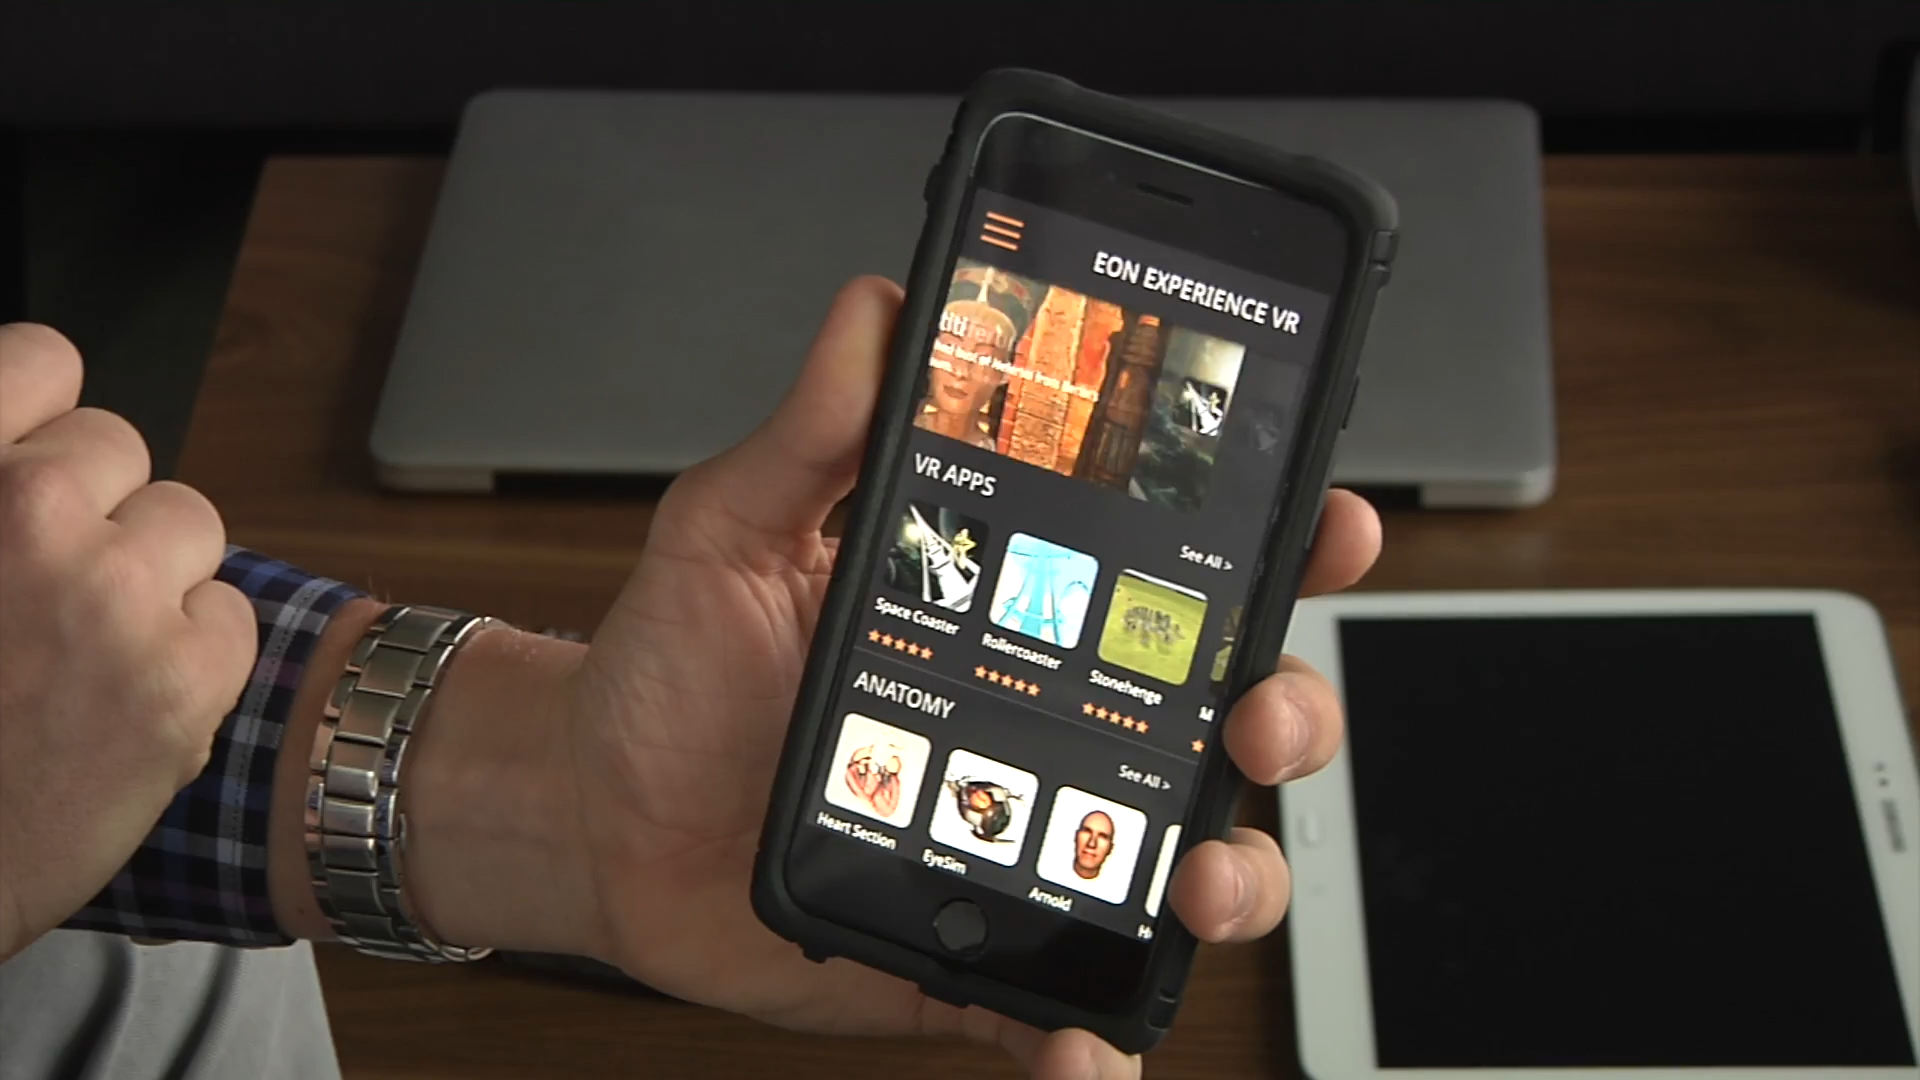 EON EXPERIENCE VR
VR APPS
See All >
Space Coaster
Rollercoaster
Stonehenge
M
ANATOMY
See All >
Heart Section
EyeSim
Arnold
H